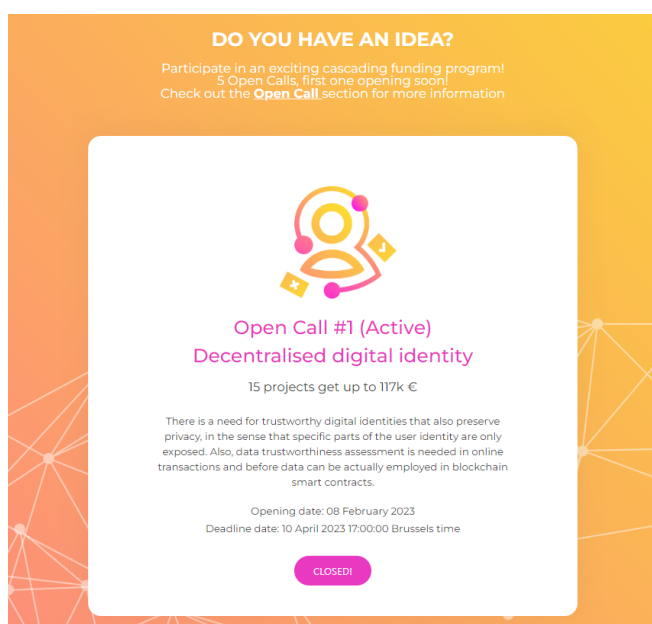 DO YOU HAVE AN IDEA?
Participate in an exciting cascading funding program!
5 Open Calls, first one opening soon!
Check out the Open Call section for more information
Open Call #1 (Active)
Decentralised digital identity
15 projects get up to 117k €
There is a need for trustworthy digital identities that also preserve
privacy, in the sense that specific parts of the user identity are only
exposed. Also, data trustworthiness assessment is needed in online
transactions and before data can be actually employed in blockchain
smart contracts.
Opening date: 08 February 2023
Deadline date: 10 April 2023 17:00:00 Brussels time
CLOSED!